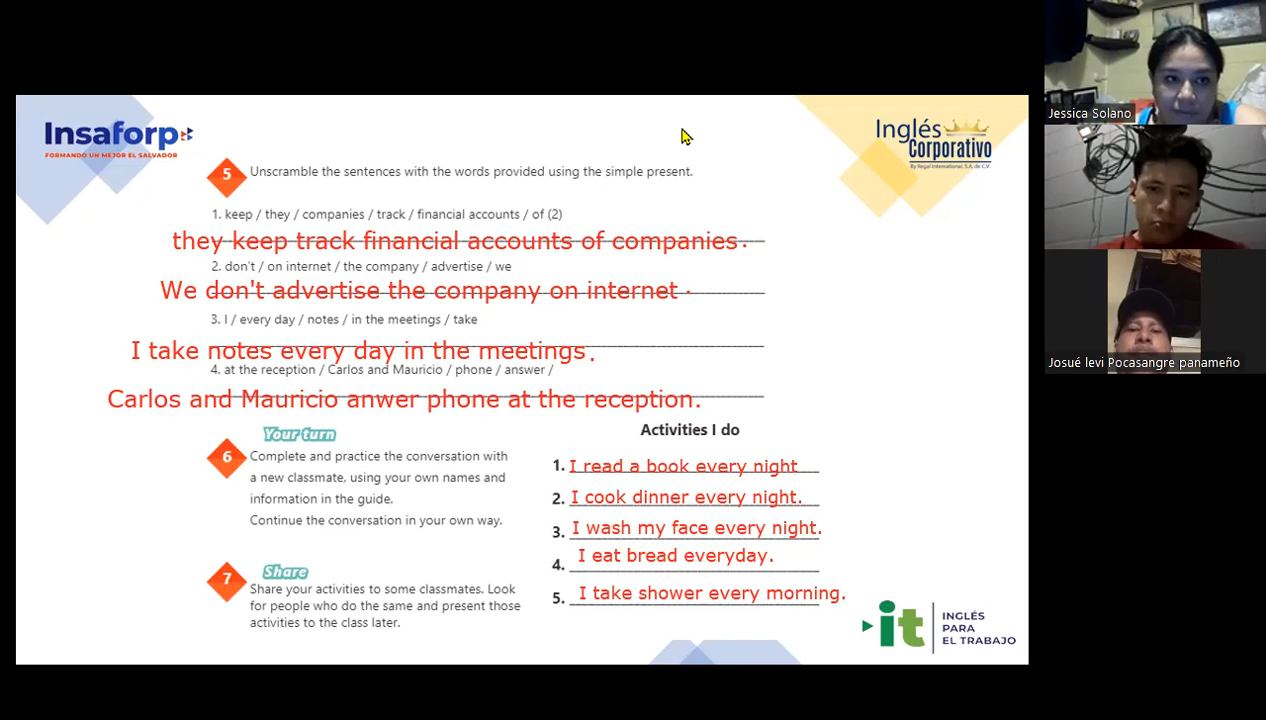 Insaforp
FORMANDO UN MEJOR EL SALVADOR
Inglés
Corporativo
By Regal International, S.A. de C.V.
5 Unscramble the sentences with the words provided using the simple present.
1. keep / they / companies / track / financial accounts / of (2)
they keep track financial accounts of companies.
2. don't / on internet / the company / advertise / we
We don't advertise the company on internet .
3. I / every day / notes / in the meetings / take
I take notes every day in the meetings.
4. at the reception / Carlos and Mauricio / phone / answer /
Carlos and Mauricio anwer phone at the reception.
Your turn
6 Complete and practice the conversation with
a new classmate, using your own names and
information in the guide.
Continue the conversation in your own way.
Share
7 Share your activities to some classmates. Look
for people who do the same and present those
activities to the class later.
Activities I do
1. I read a book every night
2. I cook dinner every night.
3. I wash my face every night.
4. I eat bread everyday.
5. I take shower every morning.
it
INGLÉS
PARA
EL TRABAJO
Jessica Solano
Josué levi Pocasangre panameño